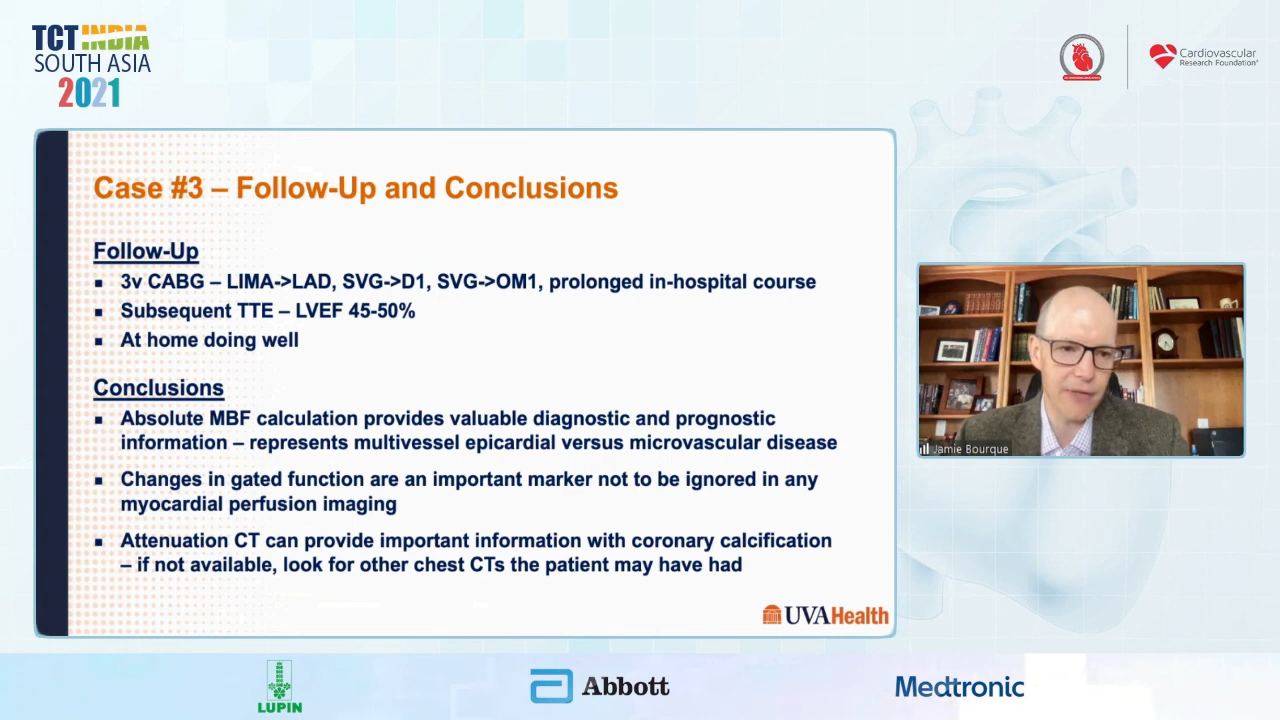 TCT INDIA
SOUTH ASIA
2021
Cardiovascular
Research Foundation
Case #3 – Follow-Up and Conclusions
Follow-Up
▪ 3v CABG – LIMA->LAD, SVG->D1, SVG->OM1, prolonged in-hospital course
▪ Subsequent TTE – LVEF 45-50%
▪ At home doing well
Conclusions
▪ Absolute MBF calculation provides valuable diagnostic and prognostic
information – represents multivessel epicardial versus microvascular disease
▪ Changes in gated function are an important marker not to be ignored in any
myocardial perfusion imaging
▪ Attenuation CT can provide important information with coronary calcification
– if not available, look for other chest CTs the patient may have had
UVAHealth
Jamie Bourque
LUPIN
Abbott
Medtronic